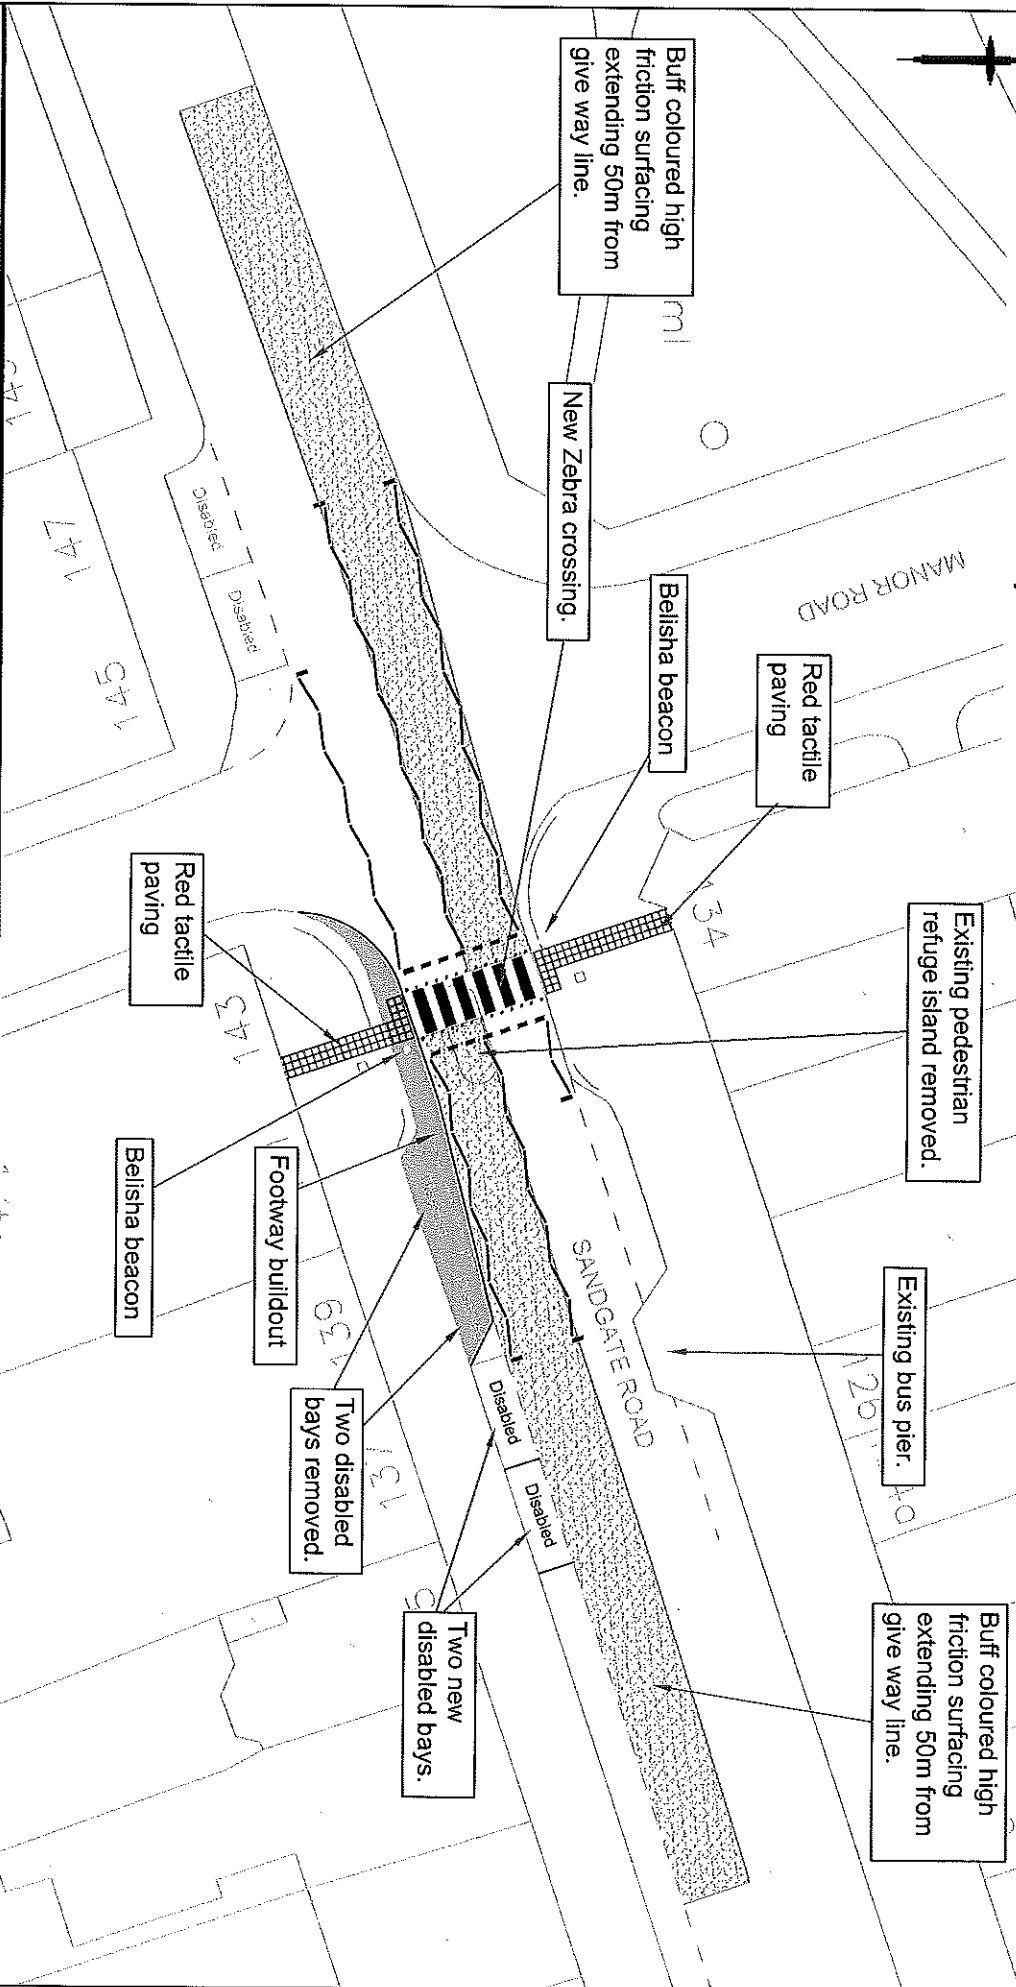 Buff coloured high
friction surfacing
extending 50m from
give way line.
New Zebra crossing.
Belisha beacon
Red tactile
paving
Existing pedestrian
refuge island removed.
Existing bus pier.
Buff coloured high
friction surfacing
extending 50m from
give way line.
MANOR ROAD
SANDGATE ROAD
134
126
147
145
143
139
Disabled
Disabled
Disabled
Disabled
Red tactile
paving
Belisha beacon
Footway buildout
Two disabled
bays removed.
Two new
disabled bays.